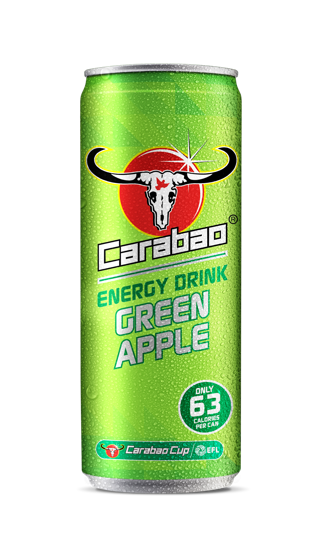 Carabao®
ENERGY DRINK
GREEN
APPLE
ONLY
63
CALORIES
PER CAN
Carabao Cup EFL